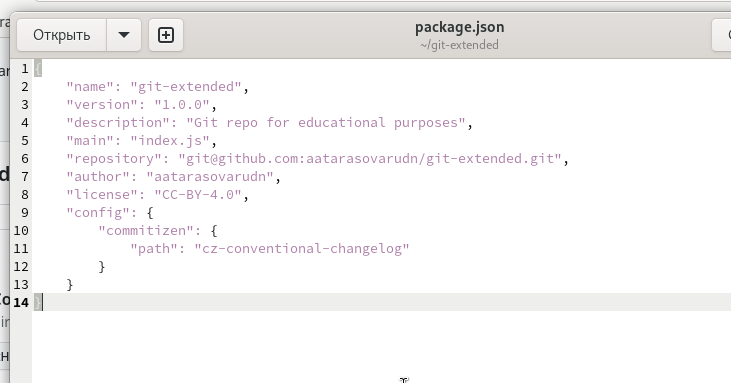 Открыть
package.json
~/git-extended
1 {
2 "name": "git-extended",
3 "version": "1.0.0",
4 "description": "Git repo for educational purposes",
5 "main": "index.js",
6 "repository": "git@github.com:aatarasovarudn/git-extended.git",
7 "author": "aatarasovarudn",
8 "license": "CC-BY-4.0",
9 "config": {
10 "commitizen": {
11 "path": "cz-conventional-changelog"
12 }
13 }
14 }